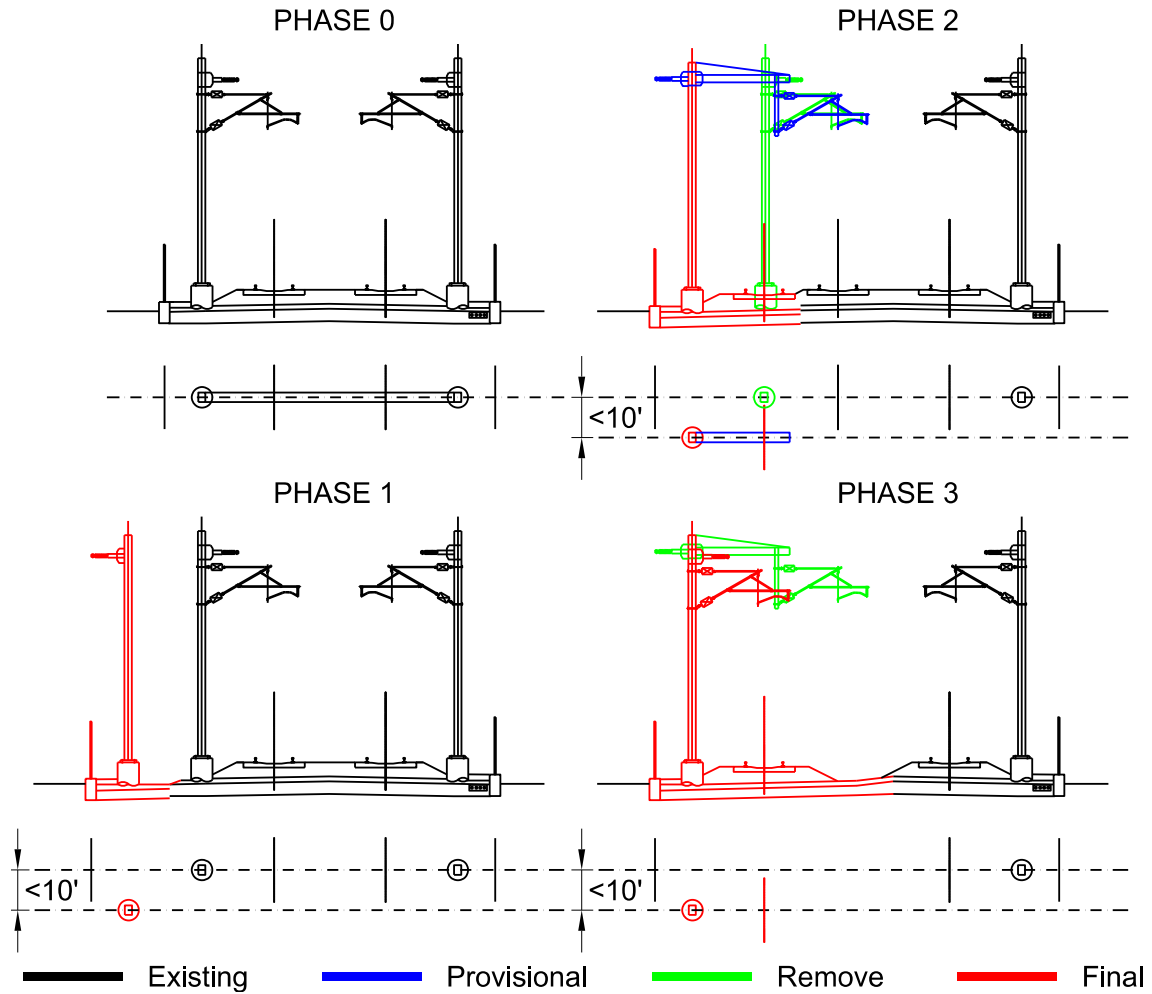 PHASE 0
PHASE 2
<10'
PHASE 1
PHASE 3
<10'
<10'
Existing
Provisional
Remove
Final